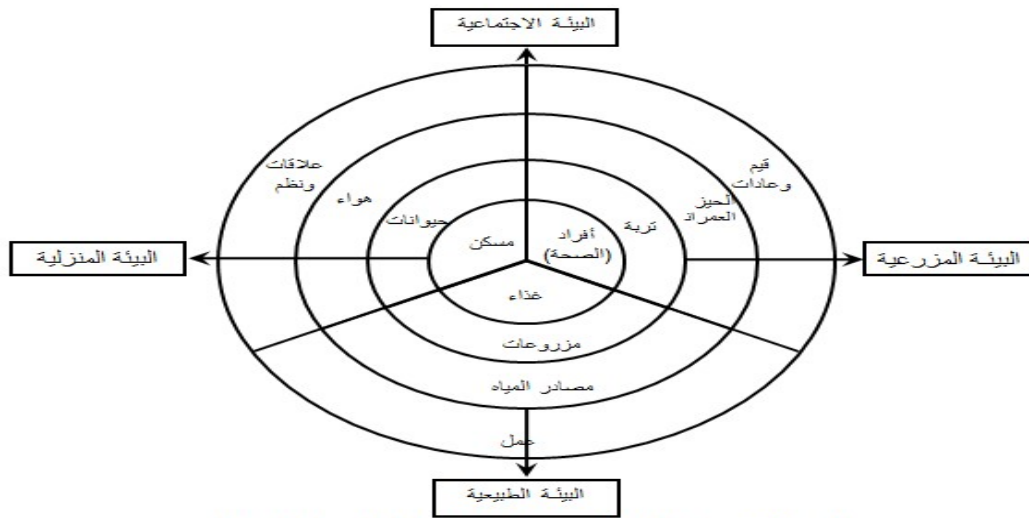 البيئة الاجتماعية
قيم
وعادات
علاقات
ونظم
الحيز
العمراد
هواء
تربة
حيوانات
أفراد
(الصحة)
مسكن
البيئة المزرعية
البيئة المنزلية
غذاء
مزروعات
مصادر المياه
عمل
البيئة الطبيعية